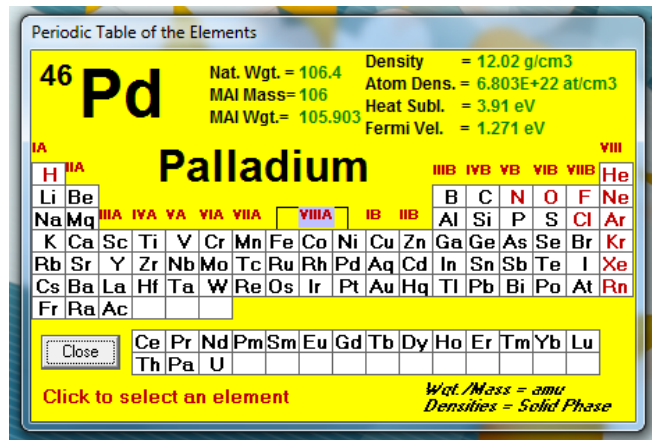 Periodic Table of the Elements
46 Pd
Nat. Wgt. = 106.4
MAI Mass= 106
MAI Wgt.= 105.903
Density = 12.02 g/cm3
Atom Dens. = 6.803E+22 at/cm3
Heat Subl. = 3.91 eV
Fermi Vel. = 1.271 eV
Palladium
IA VIII
H IIA IIIB IVB VB VIB VIIB He
Li Be B C N O F Ne
Na Mg IIIA IVA VA VIA VIIA VIIIA IB IIB Al Si P S Cl Ar
K Ca Sc Ti V Cr Mn Fe Co Ni Cu Zn Ga Ge As Se Br Kr
Rb Sr Y Zr Nb Mo Tc Ru Rh Pd Ag Cd In Sn Sb Te I Xe
Cs Ba La Hf Ta W Re Os Ir Pt Au Hg Tl Pb Bi Po At Rn
Fr Ra Ac
Close
Ce Pr Nd Pm Sm Eu Gd Tb Dy Ho Er Tm Yb Lu
Th Pa U
Click to select an element
Wgt./Mass = amu
Densities = Solid Phase